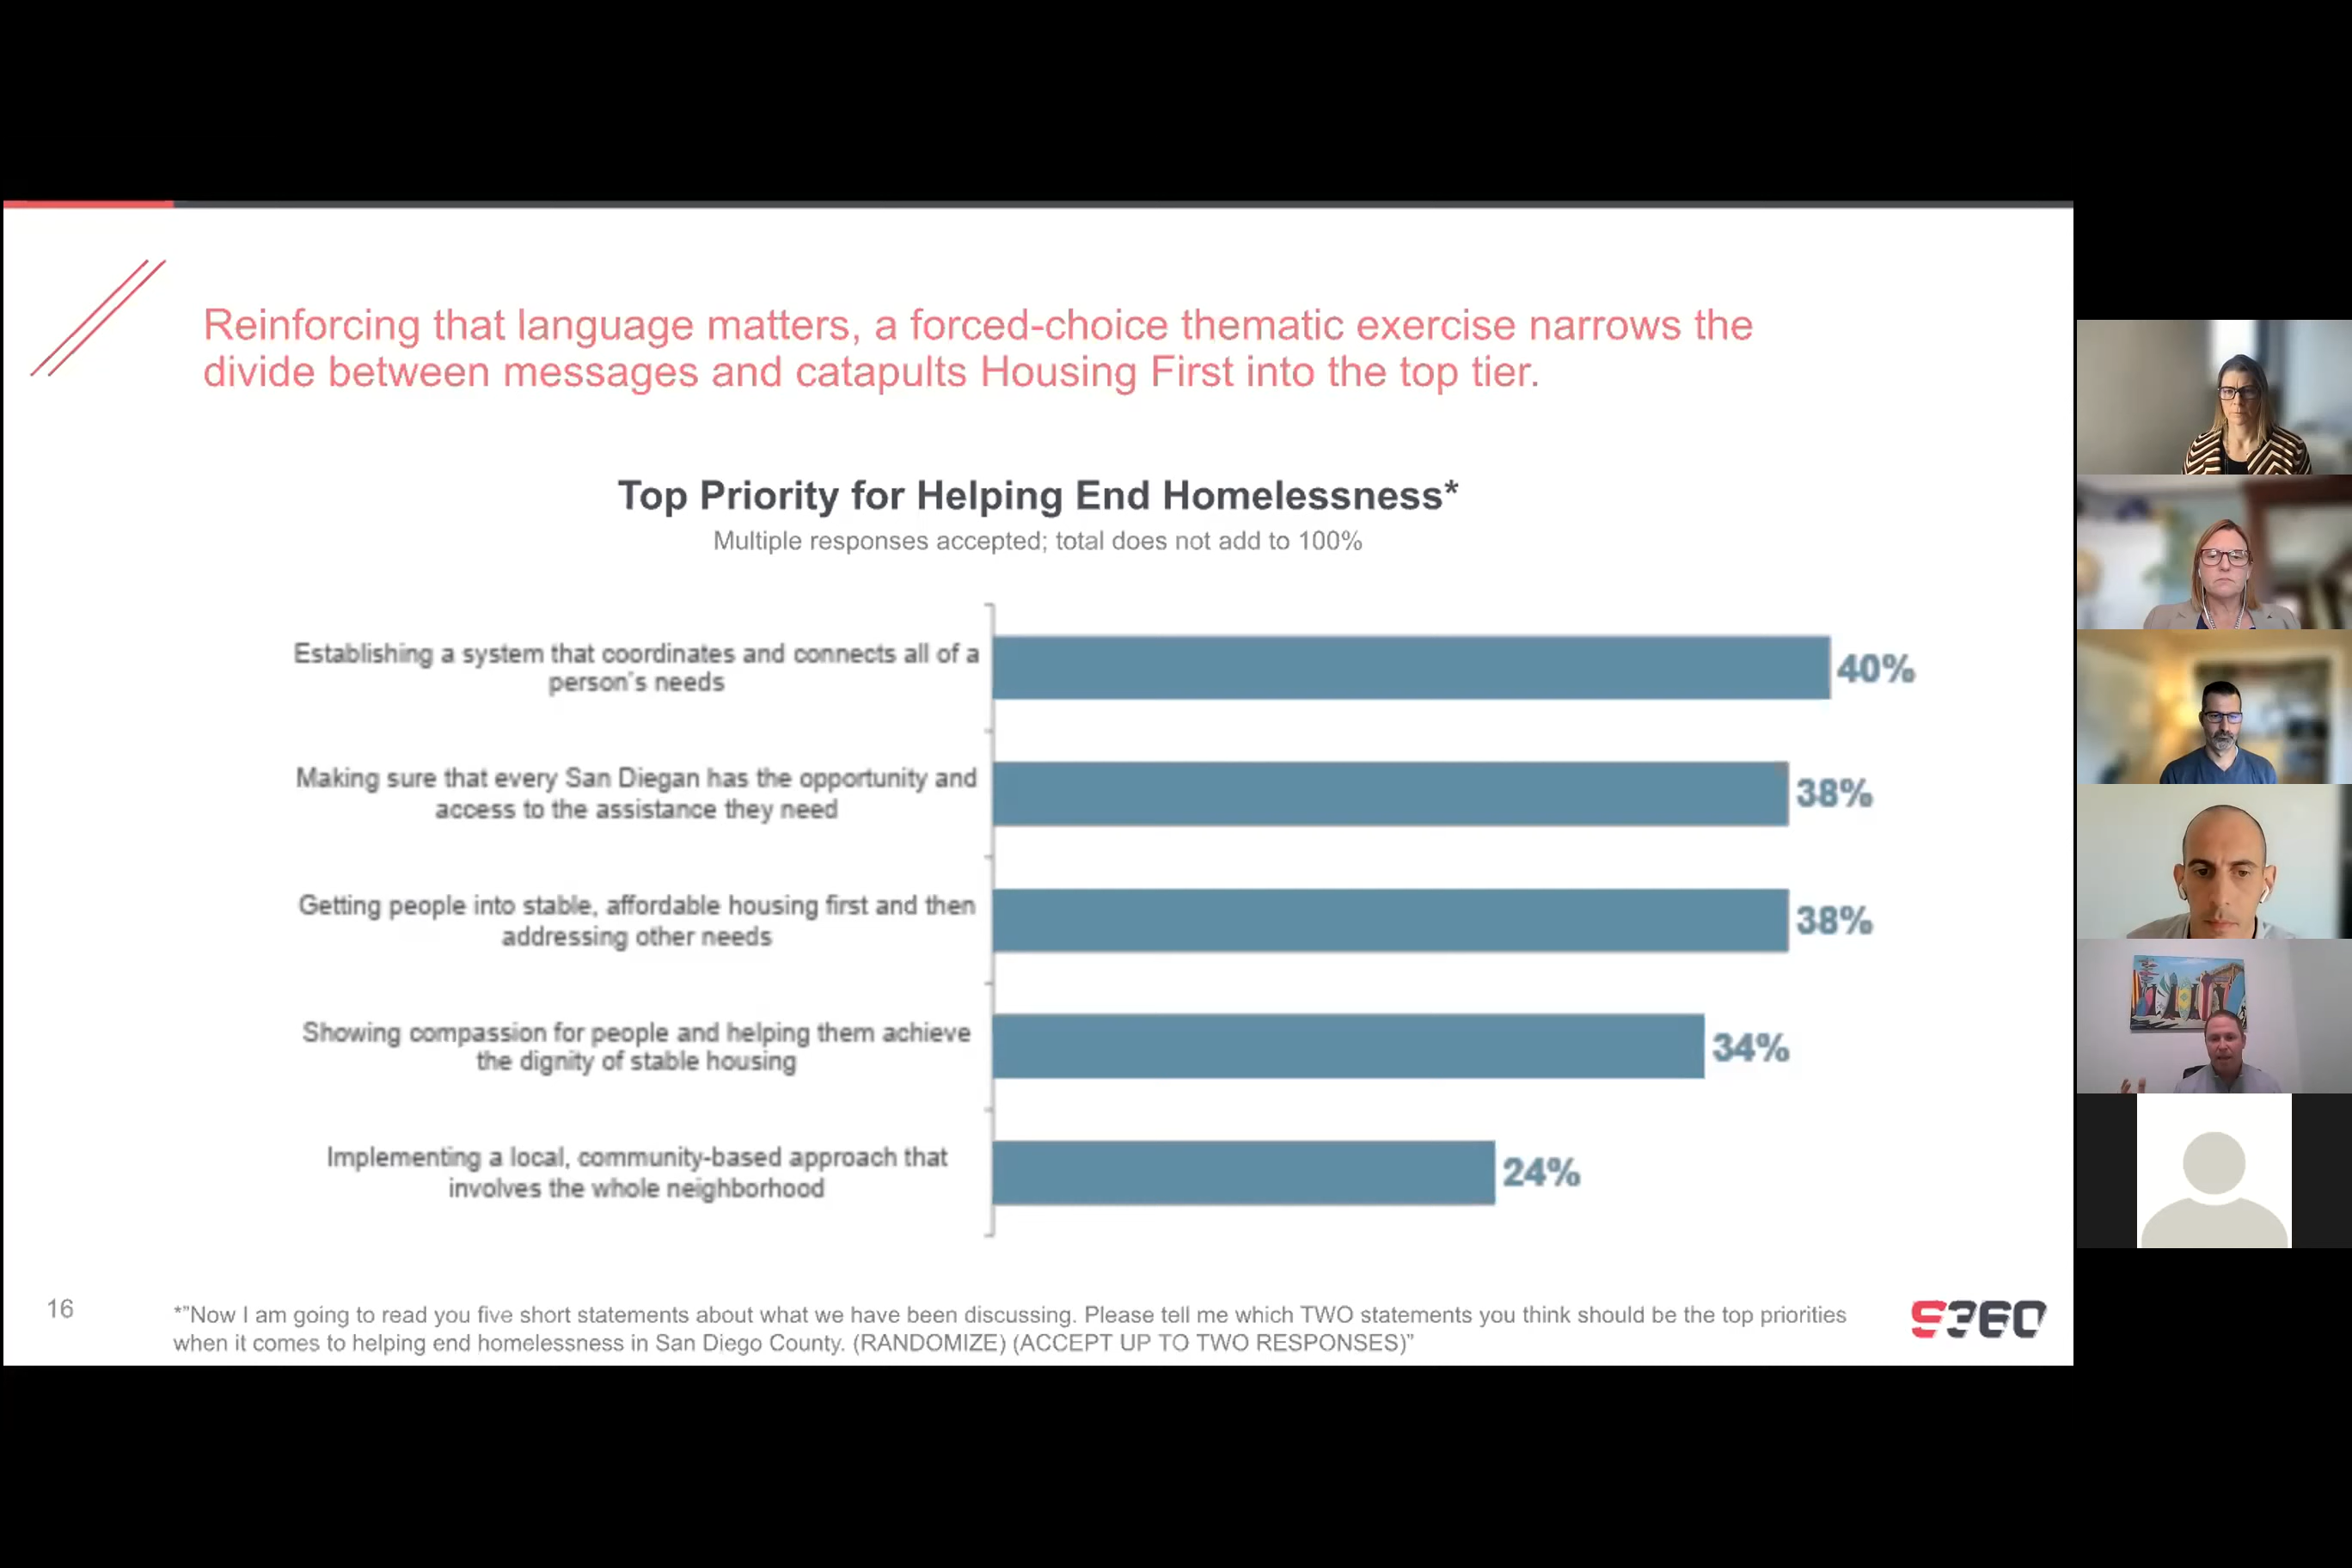 Reinforcing that language matters, a forced-choice thematic exercise narrows the
divide between messages and catapults Housing First into the top tier.
Top Priority for Helping End Homelessness*
Multiple responses accepted; total does not add to 100%
Establishing a system that coordinates and connects all of a
person's needs
40%
Making sure that every San Diegan has the opportunity and
access to the assistance they need
38%
Getting people into stable, affordable housing first and then
addressing other needs
38%
Showing compassion for people and helping them achieve
the dignity of stable housing
34%
Implementing a local, community-based approach that
involves the whole neighborhood
24%
16
*"Now I am going to read you five short statements about what we have been discussing. Please tell me which TWO statements you think should be the top priorities
when it comes to helping end homelessness in San Diego County. (RANDOMIZE) (ACCEPT UP TO TWO RESPONSES)"
S360